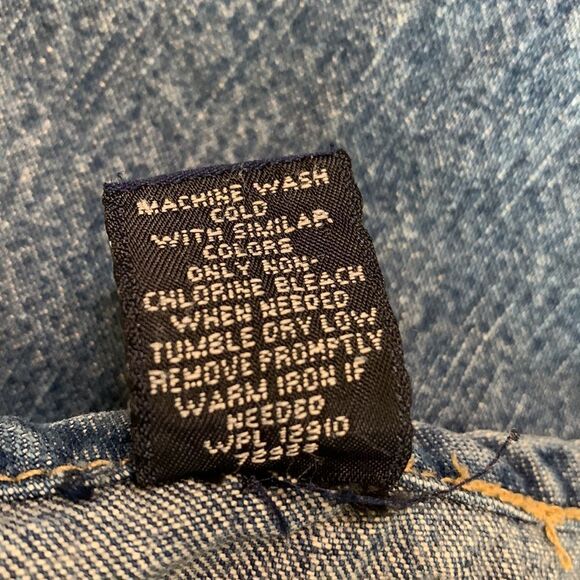 MACHINE WASH
COLD
WITH SIMILAR
COLORS
ONLY NON.
CHLORINE BLEACH
WHEN NEEDED
TUMBLE DRY LOW
REMOVE PROMPTLY
WARM IRON IF
NEEDED
WPL 12910